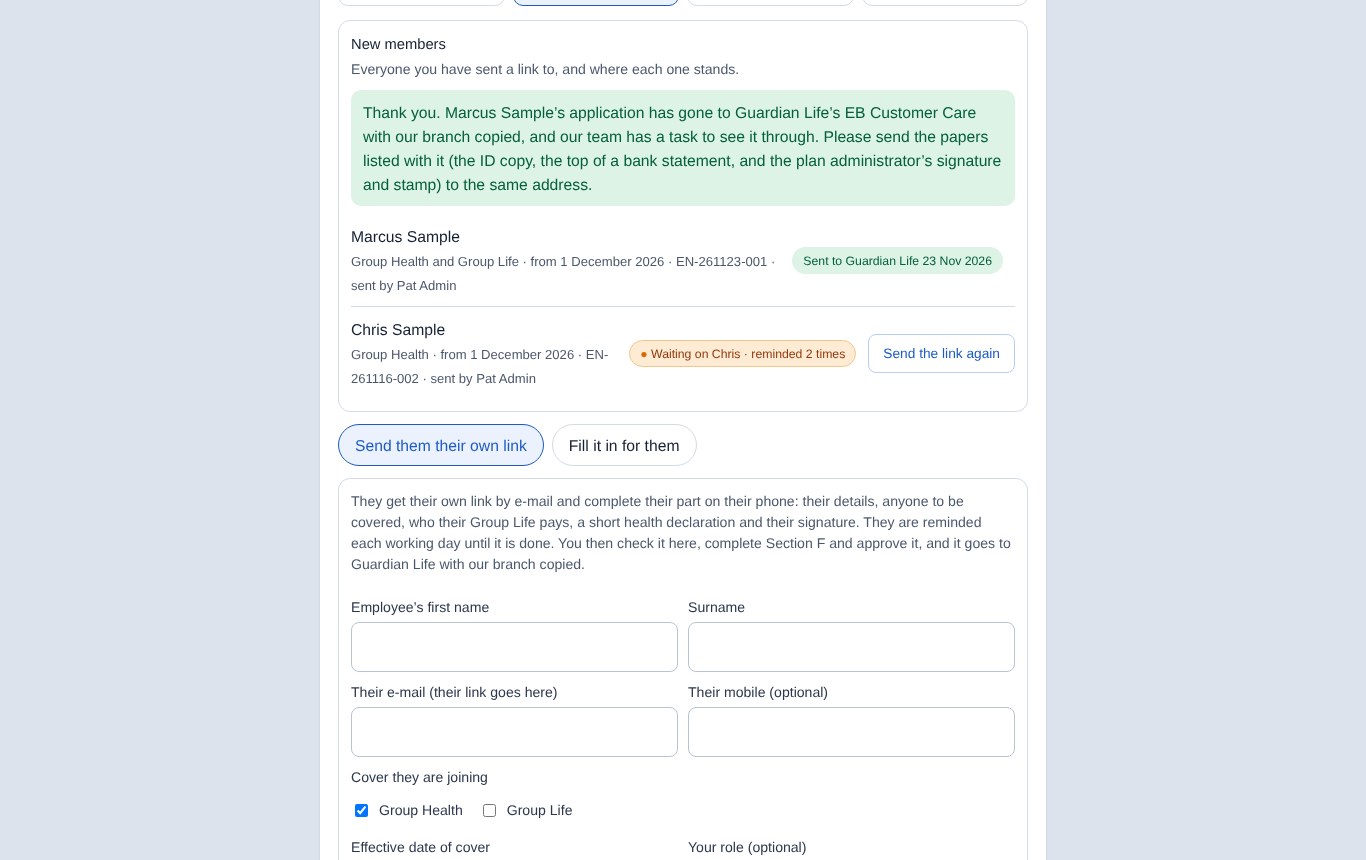 New members
Everyone you have sent a link to, and where each one stands.
Thank you. Marcus Sample’s application has gone to Guardian Life’s EB Customer Care
with our branch copied, and our team has a task to see it through. Please send the papers
listed with it (the ID copy, the top of a bank statement, and the plan administrator’s signature
and stamp) to the same address.
Marcus Sample
Group Health and Group Life · from 1 December 2026 · EN-261123-001 ·
sent by Pat Admin
Sent to Guardian Life 23 Nov 2026
Chris Sample
Group Health · from 1 December 2026 · EN-
261116-002 · sent by Pat Admin
● Waiting on Chris · reminded 2 times
Send the link again
Send them their own link
Fill it in for them
They get their own link by e-mail and complete their part on their phone: their details, anyone to be
covered, who their Group Life pays, a short health declaration and their signature. They are reminded
each working day until it is done. You then check it here, complete Section F and approve it, and it goes to
Guardian Life with our branch copied.
Employee’s first name
Surname
Their e-mail (their link goes here)
Their mobile (optional)
Cover they are joining
Group Health
Group Life
Effective date of cover
Your role (optional)